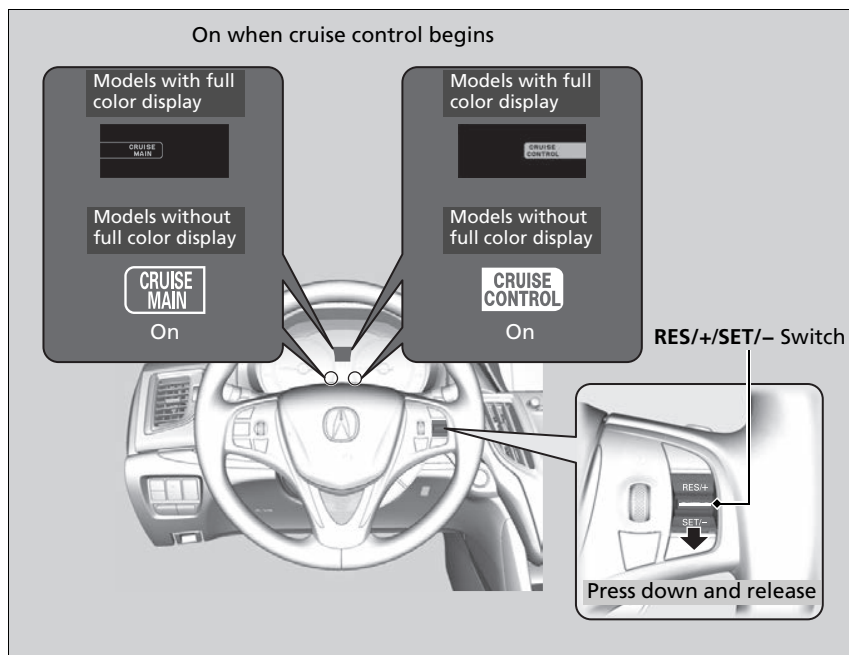 On when cruise control begins
Models with full
color display
CRUISE
MAIN
Models without
full color display
CRUISE
MAIN
On
Models with full
color display
CRUISE
CONTROL
Models without
full color display
CRUISE
CONTROL
On
RES/+/SET/− Switch
RES/+
SET/−
Press down and release